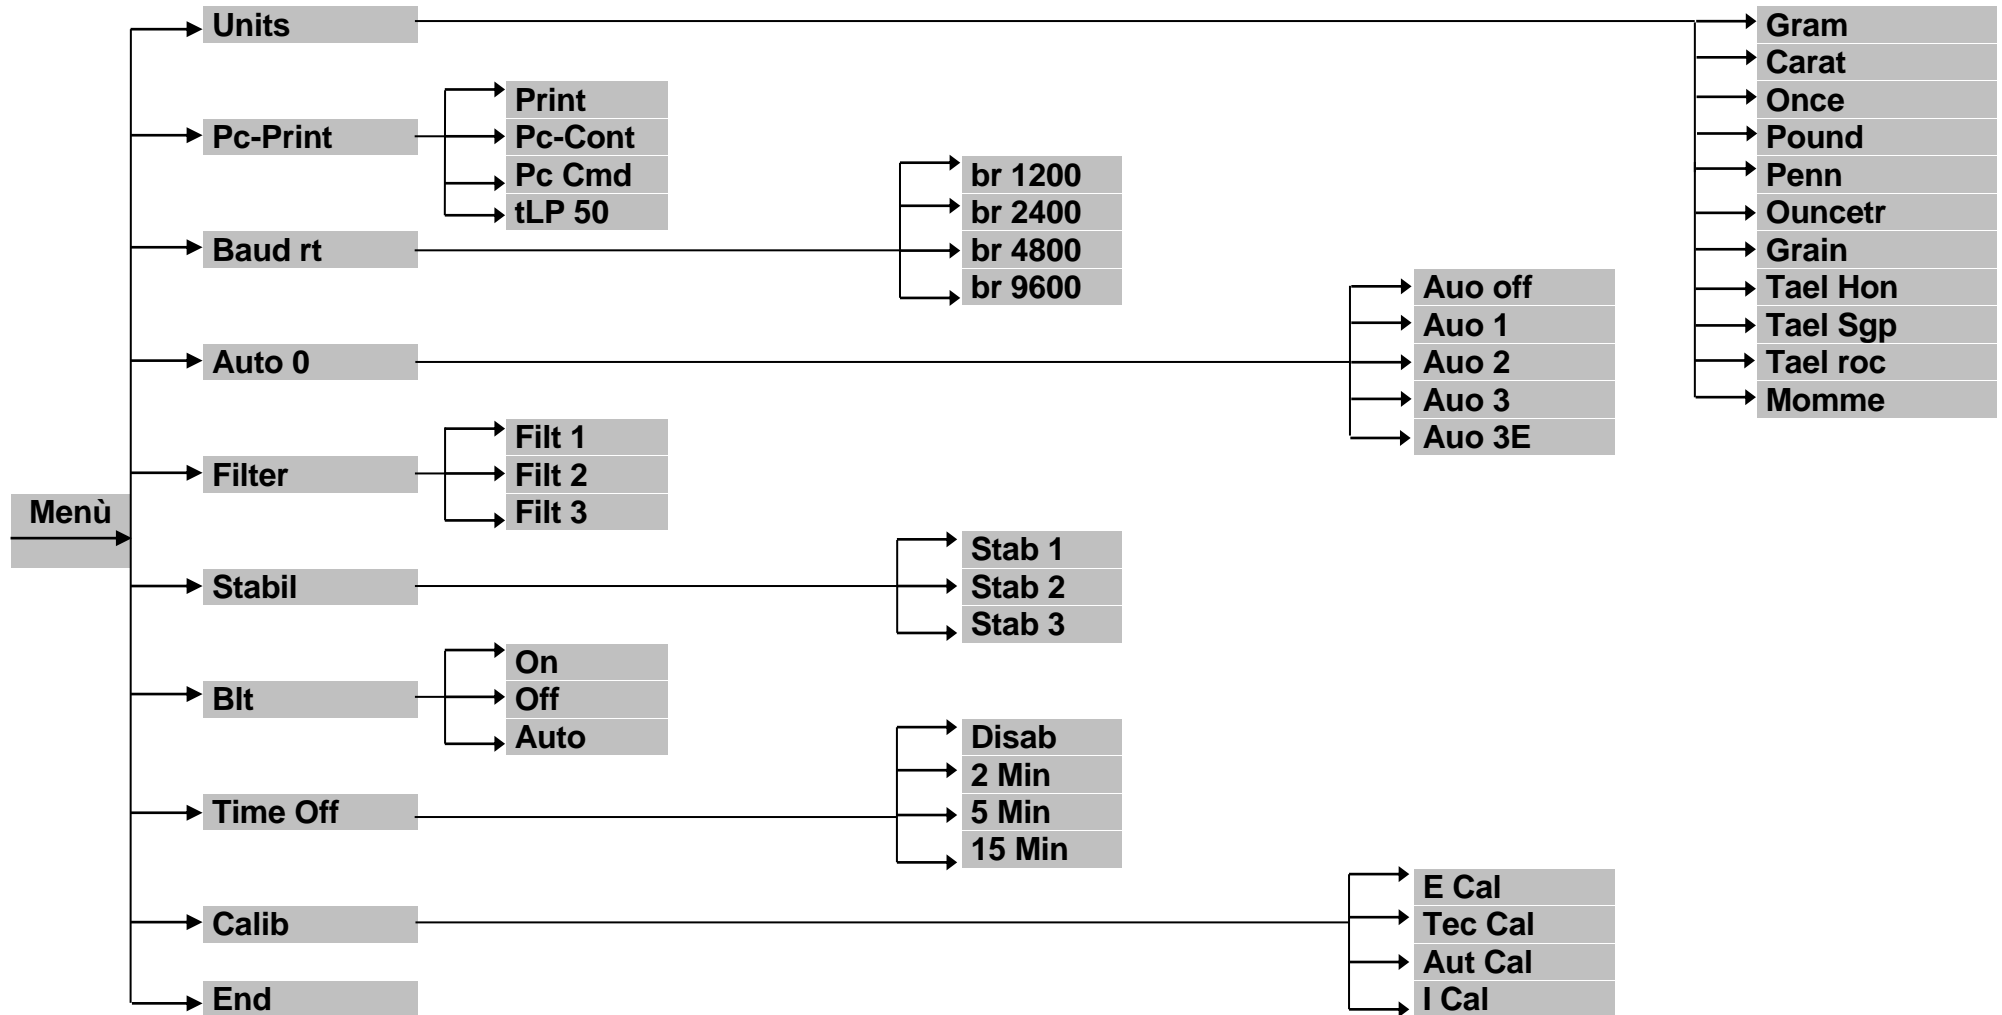 Menù
Units
Gram
Carat
Once
Pound
Penn
Ouncetr
Grain
Tael Hon
Tael Sgp
Tael roc
Momme
Pc-Print
Print
Pc-Cont
Pc Cmd
tLP 50
Baud rt
br 1200
br 2400
br 4800
br 9600
Auto 0
Auo off
Auo 1
Auo 2
Auo 3
Auo 3E
Filter
Filt 1
Filt 2
Filt 3
Stabil
Stab 1
Stab 2
Stab 3
Blt
On
Off
Auto
Time Off
Disab
2 Min
5 Min
15 Min
Calib
E Cal
Tec Cal
Aut Cal
I Cal
End